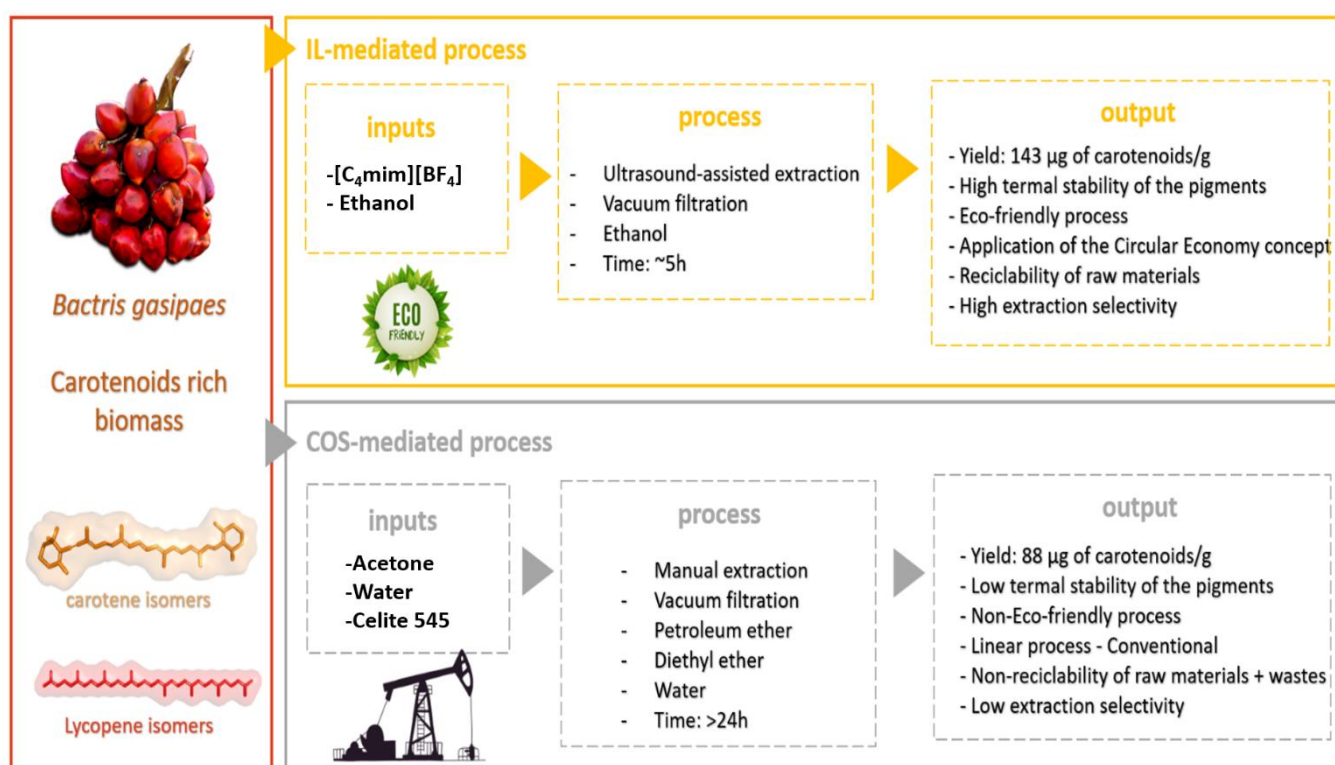 Bactris gasipaes
Carotenoids rich
biomass
carotene isomers
Lycopene isomers
IL-mediated process
inputs
-[C₄mim][BF₄]
- Ethanol
ECO
FRIENDLY
process
- Ultrasound-assisted extraction
- Vacuum filtration
- Ethanol
- Time: ~5h
output
- Yield: 143 µg of carotenoids/g
- High termal stability of the pigments
- Eco-friendly process
- Application of the Circular Economy concept
- Reciclability of raw materials
- High extraction selectivity
COS-mediated process
inputs
-Acetone
-Water
-Celite 545
process
- Manual extraction
- Vacuum filtration
- Petroleum ether
- Diethyl ether
- Water
- Time: >24h
output
- Yield: 88 µg of carotenoids/g
- Low termal stability of the pigments
- Non-Eco-friendly process
- Linear process - Conventional
- Non-reciclability of raw materials + wastes
- Low extraction selectivity